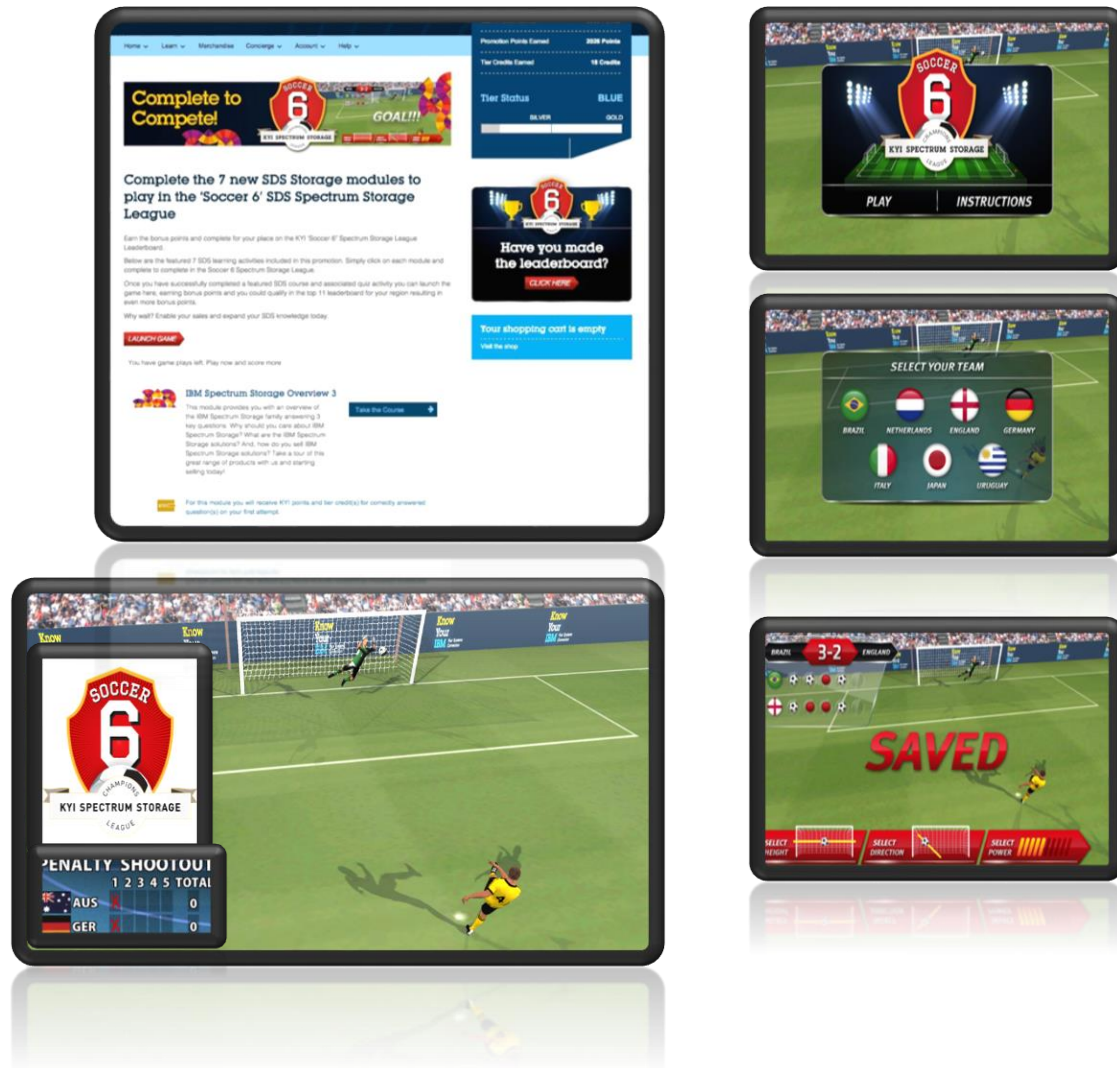 Home Learn Merchandise Concierge Account Help
Promotion Points Earned 2026 Points
Tier Credits Earned 18 Credits
Tier Status BLUE
SILVER GOLD
Complete to
Compete!
SOCCER
6
KYI SPECTRUM STORAGE
GOAL!!!
Complete the 7 new SDS Storage modules to
play in the 'Soccer 6' SDS Spectrum Storage
League
Earn the bonus points and complete for your place on the KYI 'Soccer 6' Spectrum Storage League
Leaderboard.
Below are the featured 7 SDS learning activities included in this promotion. Simply click on each module and
complete to complete in the Soccer 6 Spectrum Storage League.
Once you have successfully completed a featured SDS course and associated quiz activity you can launch the
game here, earning bonus points and you could qualify in the top 11 leaderboard for your region resulting in
even more bonus points.
Why wait? Enable your sales and expand your SDS knowledge today
LAUNCH GAME
You have game plays left. Play now and score more
IBM Spectrum Storage Overview 3
This module provides you with an overview of
the IBM Spectrum Storage family answering 3
key questions. Why should you care about IBM
Spectrum Storage? What are the IBM Spectrum
Storage solutions? And, how do you sell IBM
Spectrum Storage solutions? Take a tour of this
great range of products with us and starting
selling today!
Take the Course
For this module you will receive KYI points and tier credit(s) for correctly answered
question(s) on your first attempt.
SOCCER
6
Have you made
the leaderboard?
CLICK HERE
Your shopping cart is empty
Visit the shop
SOCCER
6
CHAMPIONS
KYI SPECTRUM STORAGE
LEAGUE
PLAY INSTRUCTIONS
SELECT YOUR TEAM
BRAZIL NETHERLANDS ENGLAND GERMANY
ITALY JAPAN URUGUAY
Know Know Know Know Know
Your Your Your
IBM IBM IBM
SOCCER
6
CHAMPIONS
KYI SPECTRUM STORAGE
LEAGUE
PENALTY SHOOTOUT
1 2 3 4 5 TOTAL
AUS X 0
GER X 0
4
BRAZIL 3-2 ENGLAND
SAVED
SELECT HEIGHT
SELECT DIRECTION
SELECT POWER